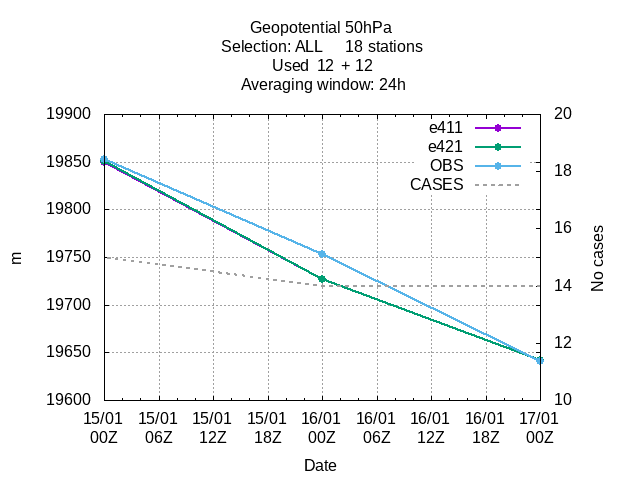 Geopotential 50hPa
Selection: ALL     18 stations
Used  12  + 12
Averaging window: 24h
19900
19850
19800
19750
19700
19650
19600
m
20
18
16
14
12
10
No cases
e411
e421
OBS
CASES
15/01 15/01 15/01 15/01 16/01 16/01 16/01 16/01 17/01
00Z 06Z 12Z 18Z 00Z 06Z 12Z 18Z 00Z
Date